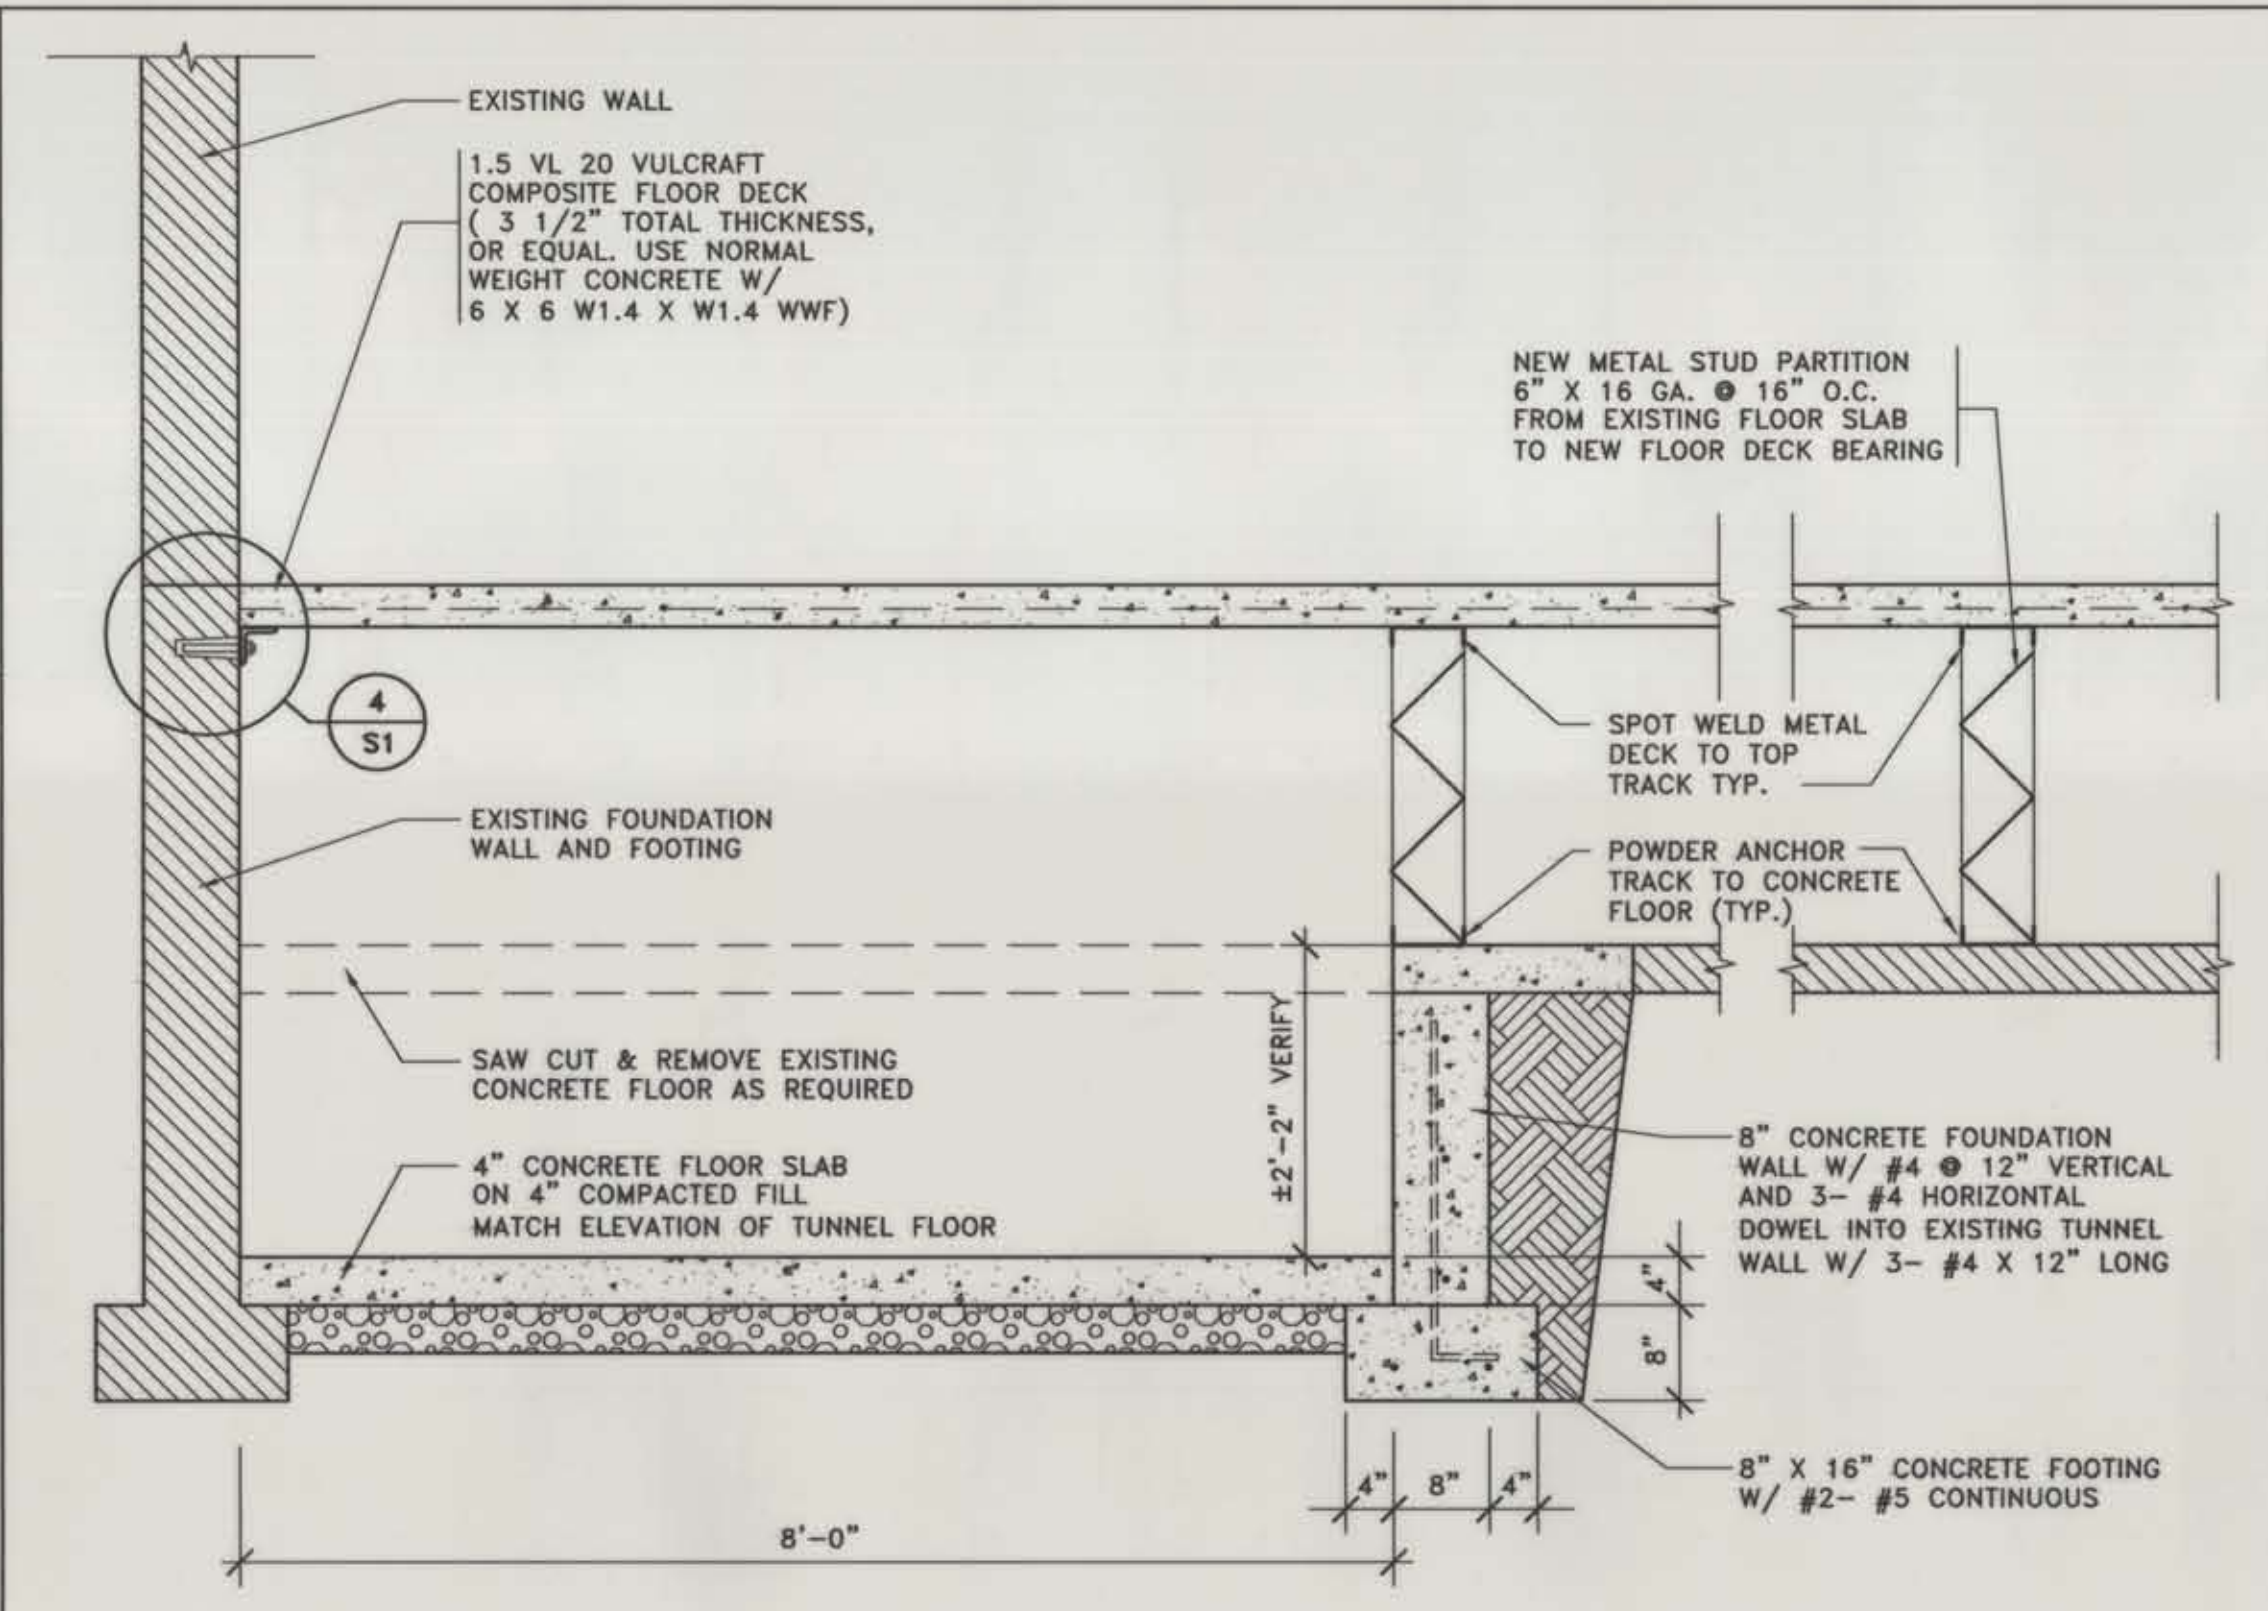 EXISTING WALL
1.5 VL 20 VULCRAFT
COMPOSITE FLOOR DECK
( 3 1/2" TOTAL THICKNESS,
OR EQUAL. USE NORMAL
WEIGHT CONCRETE W/
6 X 6 W1.4 X W1.4 WWF)
NEW METAL STUD PARTITION
6" X 16 GA. @ 16" O.C.
FROM EXISTING FLOOR SLAB
TO NEW FLOOR DECK BEARING
4
S1
SPOT WELD METAL
DECK TO TOP
TRACK TYP.
EXISTING FOUNDATION
WALL AND FOOTING
POWDER ANCHOR
TRACK TO CONCRETE
FLOOR (TYP.)
SAW CUT & REMOVE EXISTING
CONCRETE FLOOR AS REQUIRED
±2'-2" VERIFY
4" CONCRETE FLOOR SLAB
ON 4" COMPACTED FILL
MATCH ELEVATION OF TUNNEL FLOOR
8" CONCRETE FOUNDATION
WALL W/ #4 @ 12" VERTICAL
AND 3- #4 HORIZONTAL
DOWEL INTO EXISTING TUNNEL
WALL W/ 3- #4 X 12" LONG
4"
8"
8" X 16" CONCRETE FOOTING
W/ #2- #5 CONTINUOUS
4"
8"
4"
8'-0"